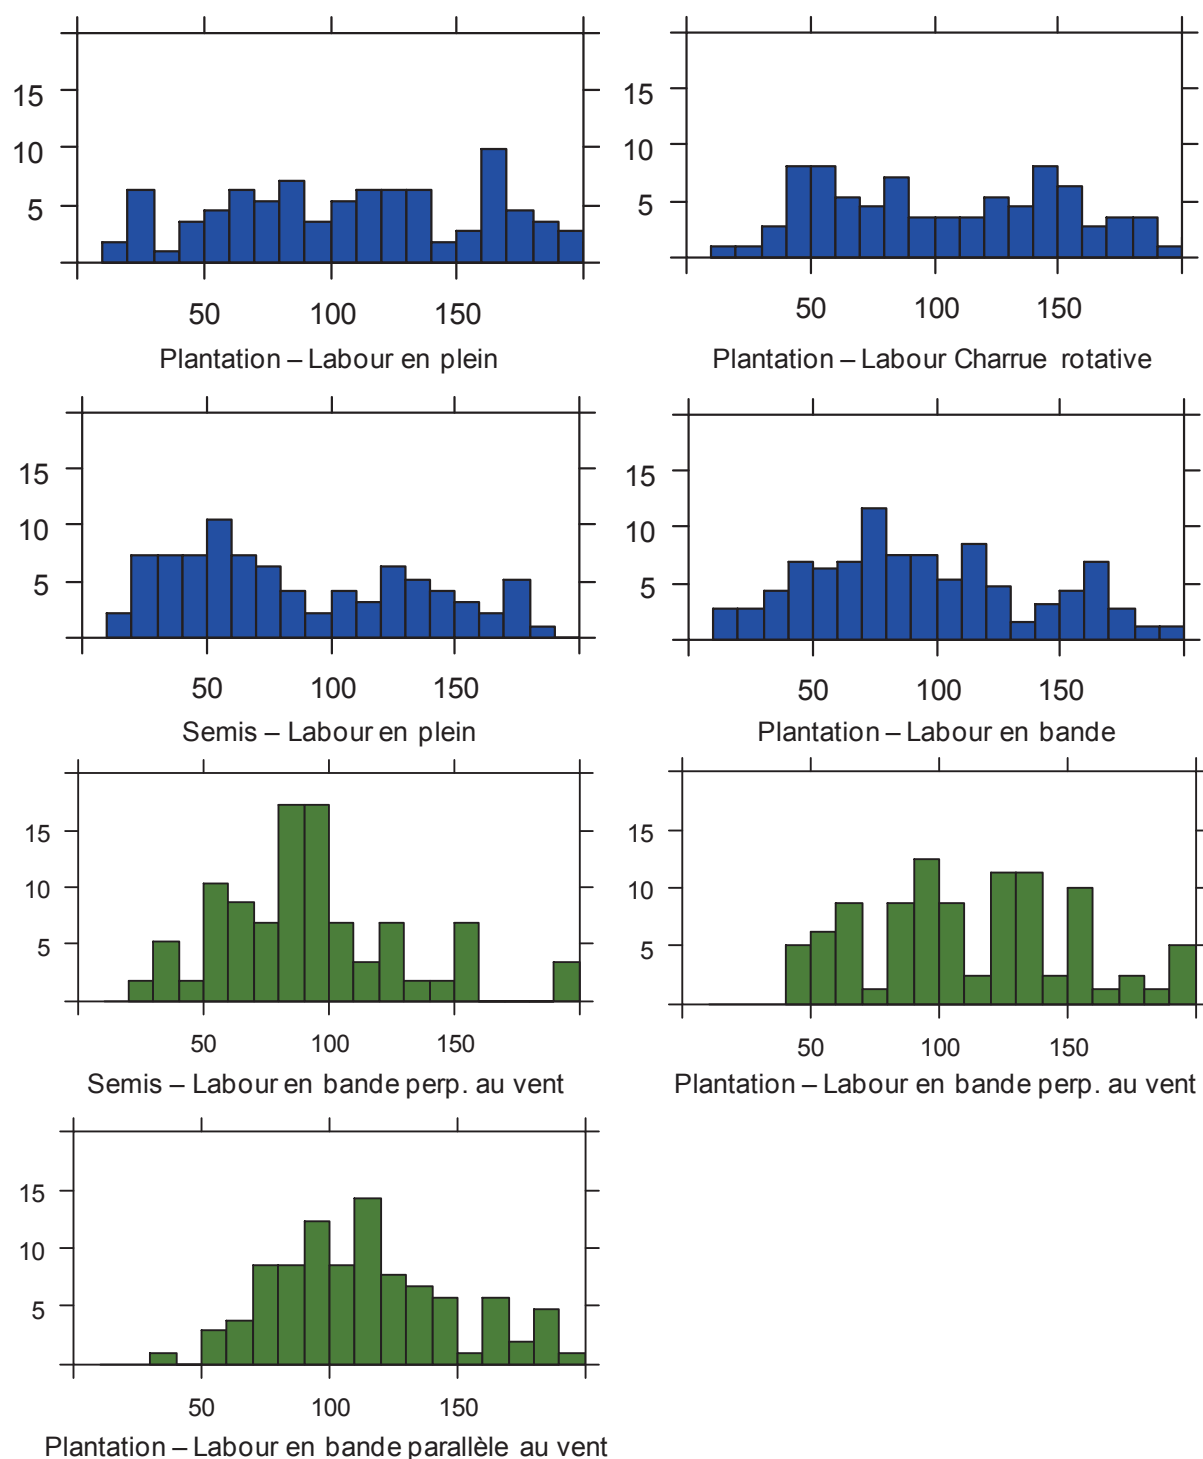 15
10
5
50 100 150
Plantation – Labour en plein
15
10
5
50 100 150
Plantation – Labour Charrue rotative
15
10
5
50 100 150
Semis – Labour en plein
15
10
5
50 100 150
Plantation – Labour en bande
15
10
5
50 100 150
Semis – Labour en bande perp. au vent
15
10
5
50 100 150
Plantation – Labour en bande perp. au vent
15
10
5
50 100 150
Plantation – Labour en bande parallèle au vent